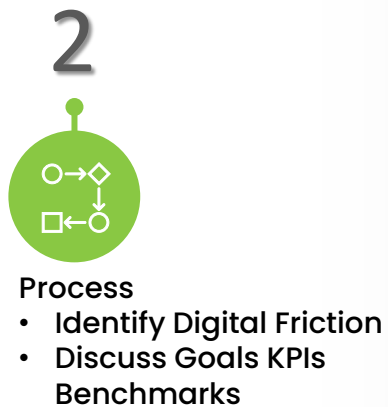 2
Process
• Identify Digital Friction
• Discuss Goals KPIs
Benchmarks